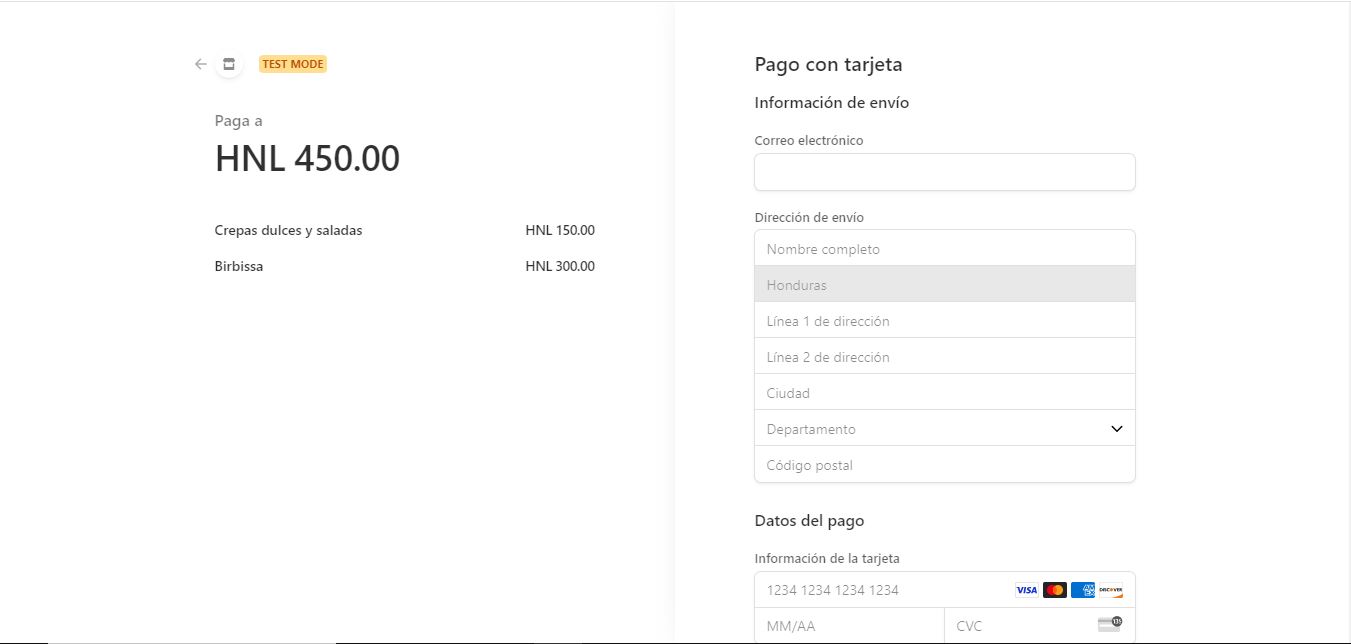 TEST MODE
Paga a
HNL 450.00
Crepas dulces y saladas HNL 150.00
Birbissa HNL 300.00
Pago con tarjeta
Información de envío
Correo electrónico
Dirección de envío
Nombre completo
Honduras
Línea 1 de dirección
Línea 2 de dirección
Ciudad
Departamento
Código postal
Datos del pago
Información de la tarjeta
1234 1234 1234 1234 VISA AMEX DISCOVER
MM/AA CVC 135